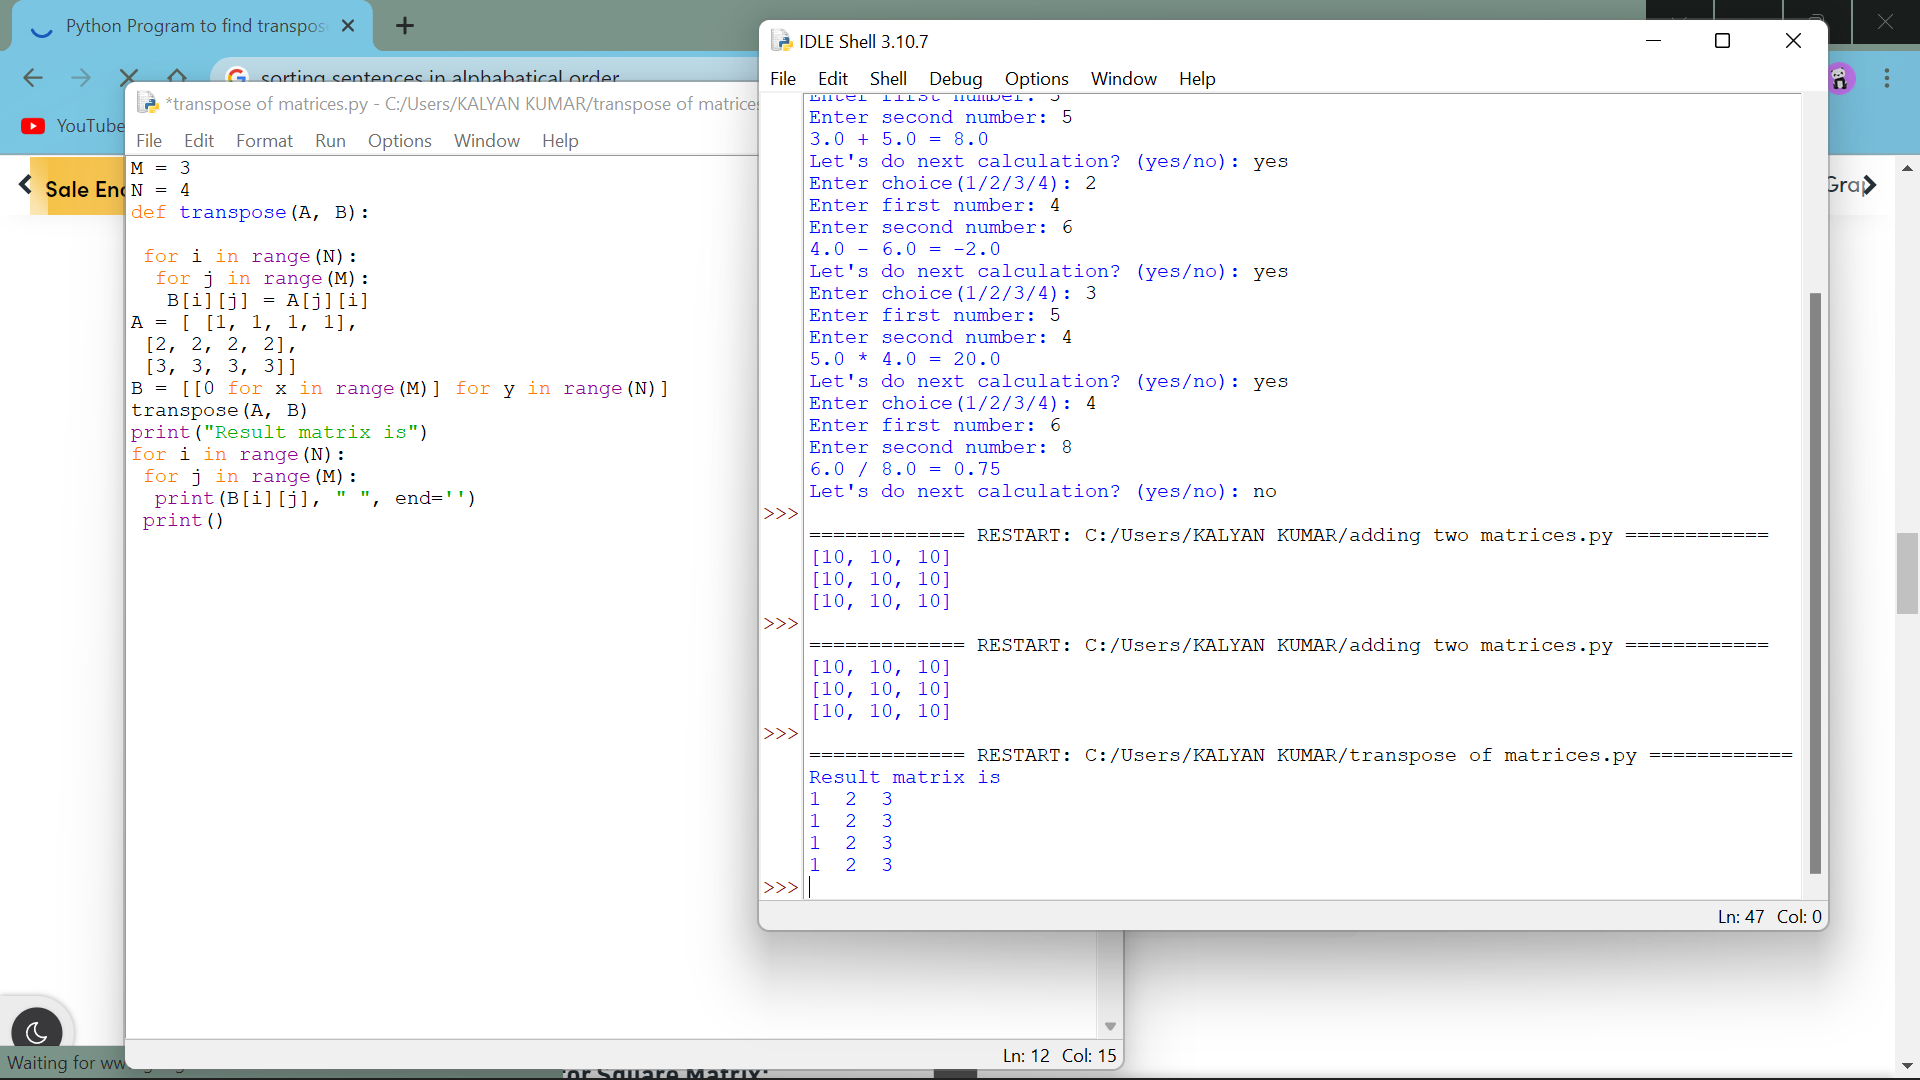 Python Program to find transpos
sorting sentences in alphabatical order
YouTube
Sale En
Gra
*transpose of matrices.py - C:/Users/KALYAN KUMAR/transpose of matrices
File Edit Format Run Options Window Help
M = 3
N = 4
def transpose(A, B):
for i in range(N):
for j in range(M):
B[i][j] = A[j][i]
A = [ [1, 1, 1, 1],
[2, 2, 2, 2],
[3, 3, 3, 3]]
B = [[0 for x in range(M)] for y in range(N)]
transpose(A, B)
print("Result matrix is")
for i in range(N):
for j in range(M):
print(B[i][j], " ", end='')
print()
Ln: 12 Col: 15
IDLE Shell 3.10.7
File Edit Shell Debug Options Window Help
Enter first number: 3
Enter second number: 5
3.0 + 5.0 = 8.0
Let's do next calculation? (yes/no): yes
Enter choice(1/2/3/4): 2
Enter first number: 4
Enter second number: 6
4.0 - 6.0 = -2.0
Let's do next calculation? (yes/no): yes
Enter choice(1/2/3/4): 3
Enter first number: 5
Enter second number: 4
5.0 * 4.0 = 20.0
Let's do next calculation? (yes/no): yes
Enter choice(1/2/3/4): 4
Enter first number: 6
Enter second number: 8
6.0 / 8.0 = 0.75
Let's do next calculation? (yes/no): no
>>>
============= RESTART: C:/Users/KALYAN KUMAR/adding two matrices.py ============
[10, 10, 10]
[10, 10, 10]
[10, 10, 10]
>>>
============= RESTART: C:/Users/KALYAN KUMAR/adding two matrices.py ============
[10, 10, 10]
[10, 10, 10]
[10, 10, 10]
>>>
============= RESTART: C:/Users/KALYAN KUMAR/transpose of matrices.py ============
Result matrix is
1 2 3
1 2 3
1 2 3
1 2 3
>>>
Ln: 47 Col: 0
Waiting for
or Square Matrix: